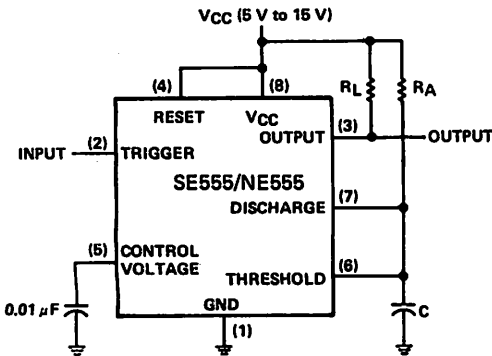 VCC (5 V to 15 V)
(4)
(8)
RL
RA
RESET
VCC
OUTPUT
(3)
OUTPUT
INPUT
(2)
TRIGGER
SE555/NE555
(7)
DISCHARGE
(5)
CONTROL
VOLTAGE
(6)
THRESHOLD
0.01 μF
GND
C
(1)